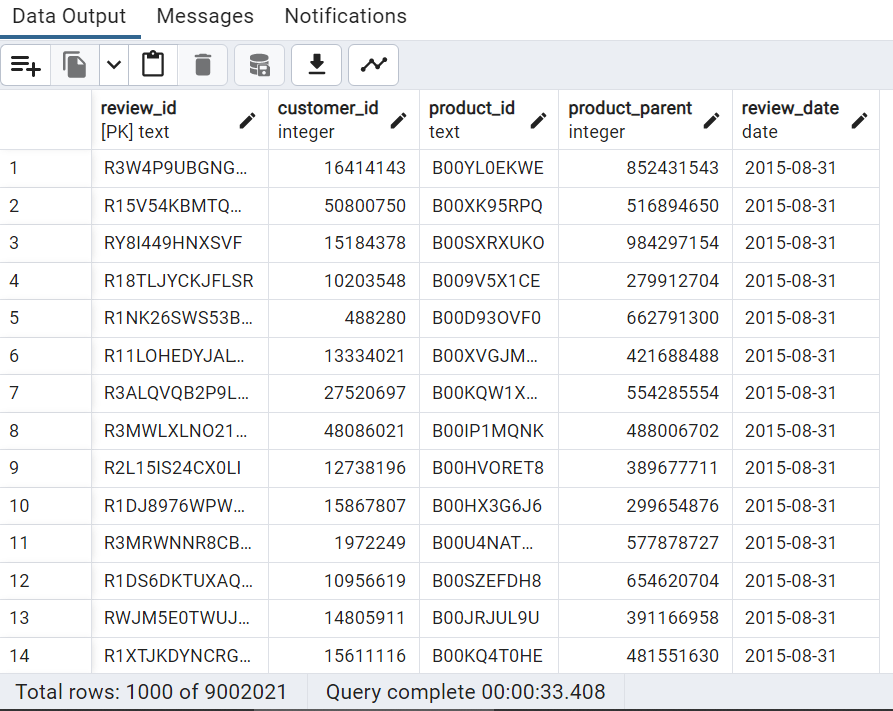 Data Output Messages Notifications
review_id customer_id product_id product_parent review_date
[PK] text integer text integer date
1 R3W4P9UBGNG... 16414143 B00YL0EKWE 852431543 2015-08-31
2 R15V54KBMTQ... 50800750 B00XK95RPQ 516894650 2015-08-31
3 RY8I449HNXSVF 15184378 B00SXRXUKO 984297154 2015-08-31
4 R18TLJYCKJFLSR 10203548 B009V5X1CE 279912704 2015-08-31
5 R1NK26SWS53B... 488280 B00D93OVF0 662791300 2015-08-31
6 R11LOHEDYJAL... 13334021 B00XVGJM... 421688488 2015-08-31
7 R3ALQVQB2P9L... 27520697 B00KQW1X... 554285554 2015-08-31
8 R3MWLXLNO21... 48086021 B00IP1MQNK 488006702 2015-08-31
9 R2L15IS24CX0LI 12738196 B00HVORET8 389677711 2015-08-31
10 R1DJ8976WPW... 15867807 B00HX3G6J6 299654876 2015-08-31
11 R3MRWNNR8CB... 1972249 B00U4NAT... 577878727 2015-08-31
12 R1DS6DKTUXAQ... 10956619 B00SZEFDH8 654620704 2015-08-31
13 RWJM5E0TWUJ... 14805911 B00JRJUL9U 391166958 2015-08-31
14 R1XTJKDYNCRG... 15611116 B00KQ4T0HE 481551630 2015-08-31
Total rows: 1000 of 9002021 Query complete 00:00:33.408